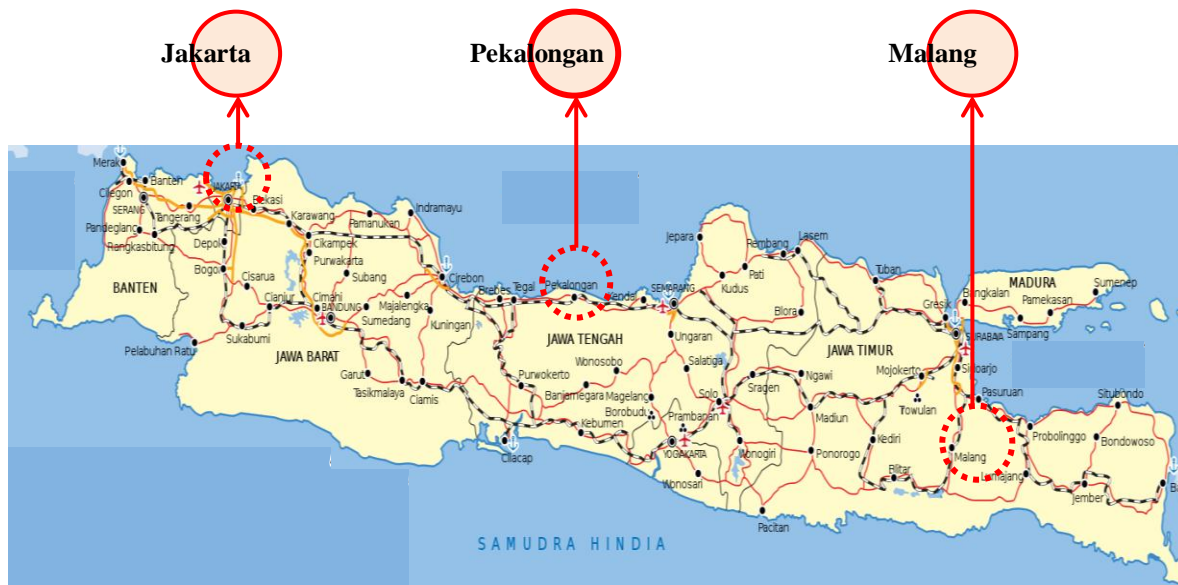 Jakarta
Pekalongan
Malang
Merak
Cilegon
Banten
SERANG
Tangerang
JAKARTA
Bekasi
Pandeglang
Rangkasbitung
Karawang
Pamanukan
Indramayu
Depok
Cikampek
Purwakarta
Bogor
Cisarua
Subang
Cirebon
BANTEN
Cianjur
Cimahi
BANDUNG
Majalengka
Sumedang
Kuningan
Sukabumi
Pelabuhan Ratu
JAWA BARAT
Garut
Tasikmalaya
Ciamis
Brebes
Tegal
Pekalongan
Kendal
SEMARANG
Jepara
Rembang
Lasem
Pati
Kudus
Blora
Tuban
Ungaran
JAWA TENGAH
Wonosobo
Salatiga
Purwokerto
Banjarnegara
Magelang
Borobudu
Prambanan
Solo
Sragen
Ngawi
Kebumen
Cilacap
YOGYAKARTA
Wonosari
Wonogiri
Madiun
Ponorogo
Pacitan
JAWA TIMUR
Gresik
Bangkalan
MADURA
Sumenep
Pamekasan
Sampang
SURABAYA
Sidoarjo
Mojokerto
Trowulan
Pasuruan
Situbondo
Probolinggo
Bondowoso
Kediri
Malang
Blitar
Lumajang
Jember
Ba
SAMUDRA HINDIA